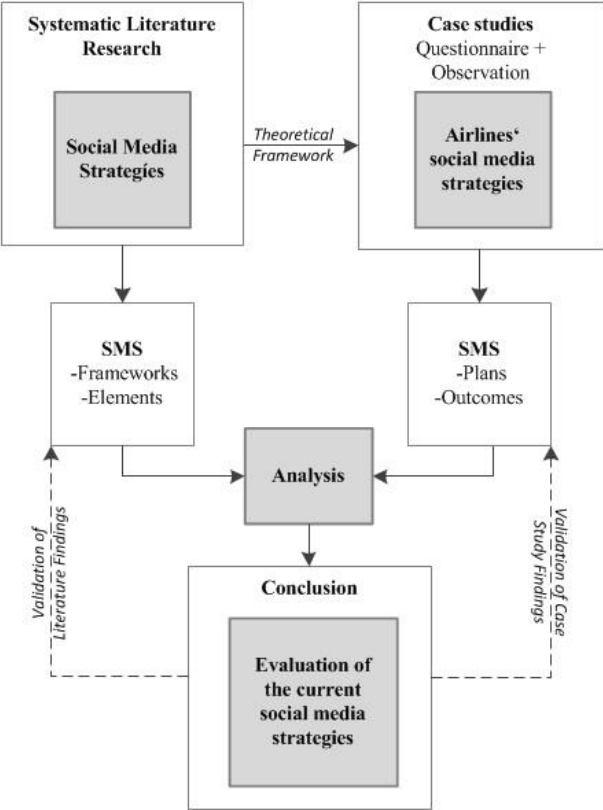 Systematic Literature
Research
Social Media
Strategíes
Theoretical
Framework
Case studies
Questionnaire +
Observation
Airlines‘
social media
strategies
SMS
-Frameworks
-Elements
SMS
-Plans
-Outcomes
Analysis
Validation of
Literature Findings
Validation of Case
Study Findings
Conclusion
Evaluation of
the current
social media
strategies